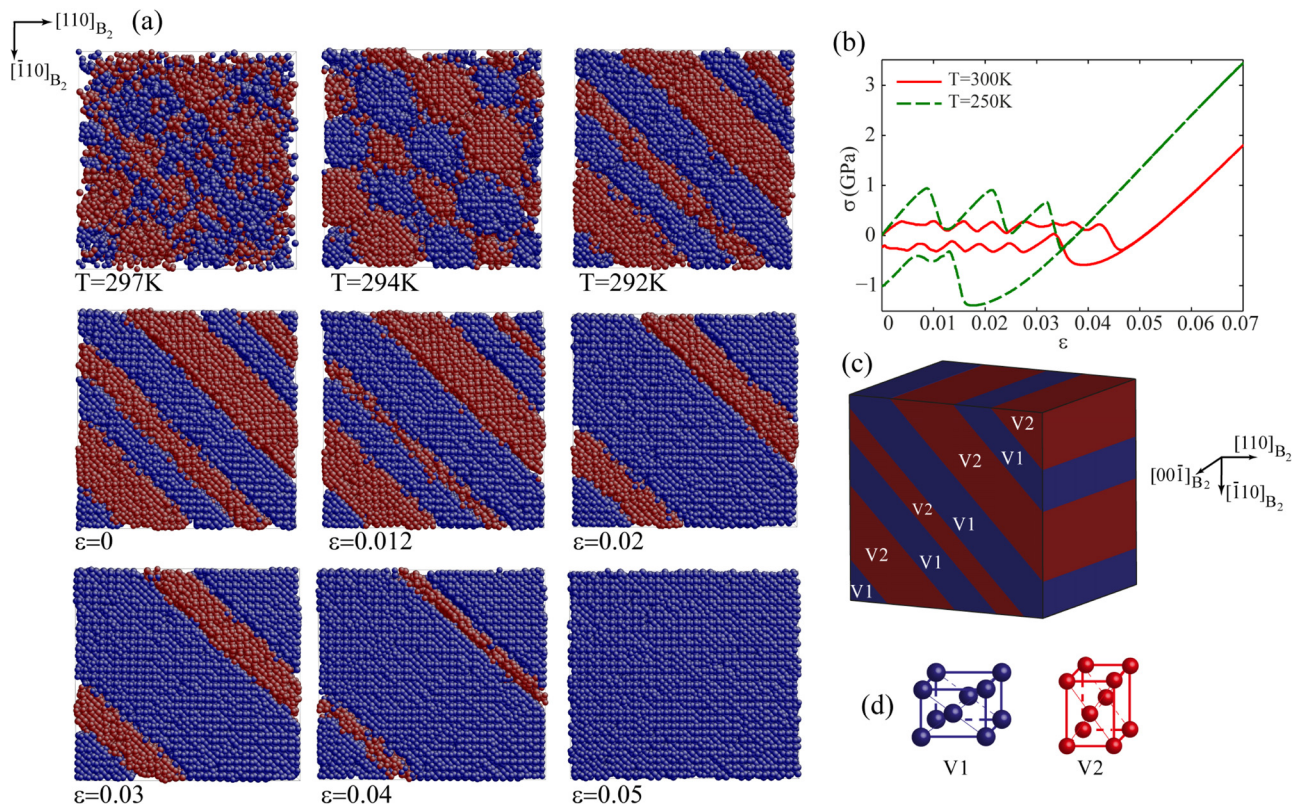 [110]B2
(a)
[1̄10]B2
T=297K
T=294K
T=292K
ε=0
ε=0.012
ε=0.02
ε=0.03
ε=0.04
ε=0.05
(b)
T=300K
T=250K
3
2
1
0
−1
σ (GPa)
0
0.01
0.02
0.03
0.04
0.05
0.06
0.07
ε
(c)
V2
V2
V1
V2
V1
V2
V1
V1
[110]B2
[001̄]B2
[1̄10]B2
(d)
V1
V2